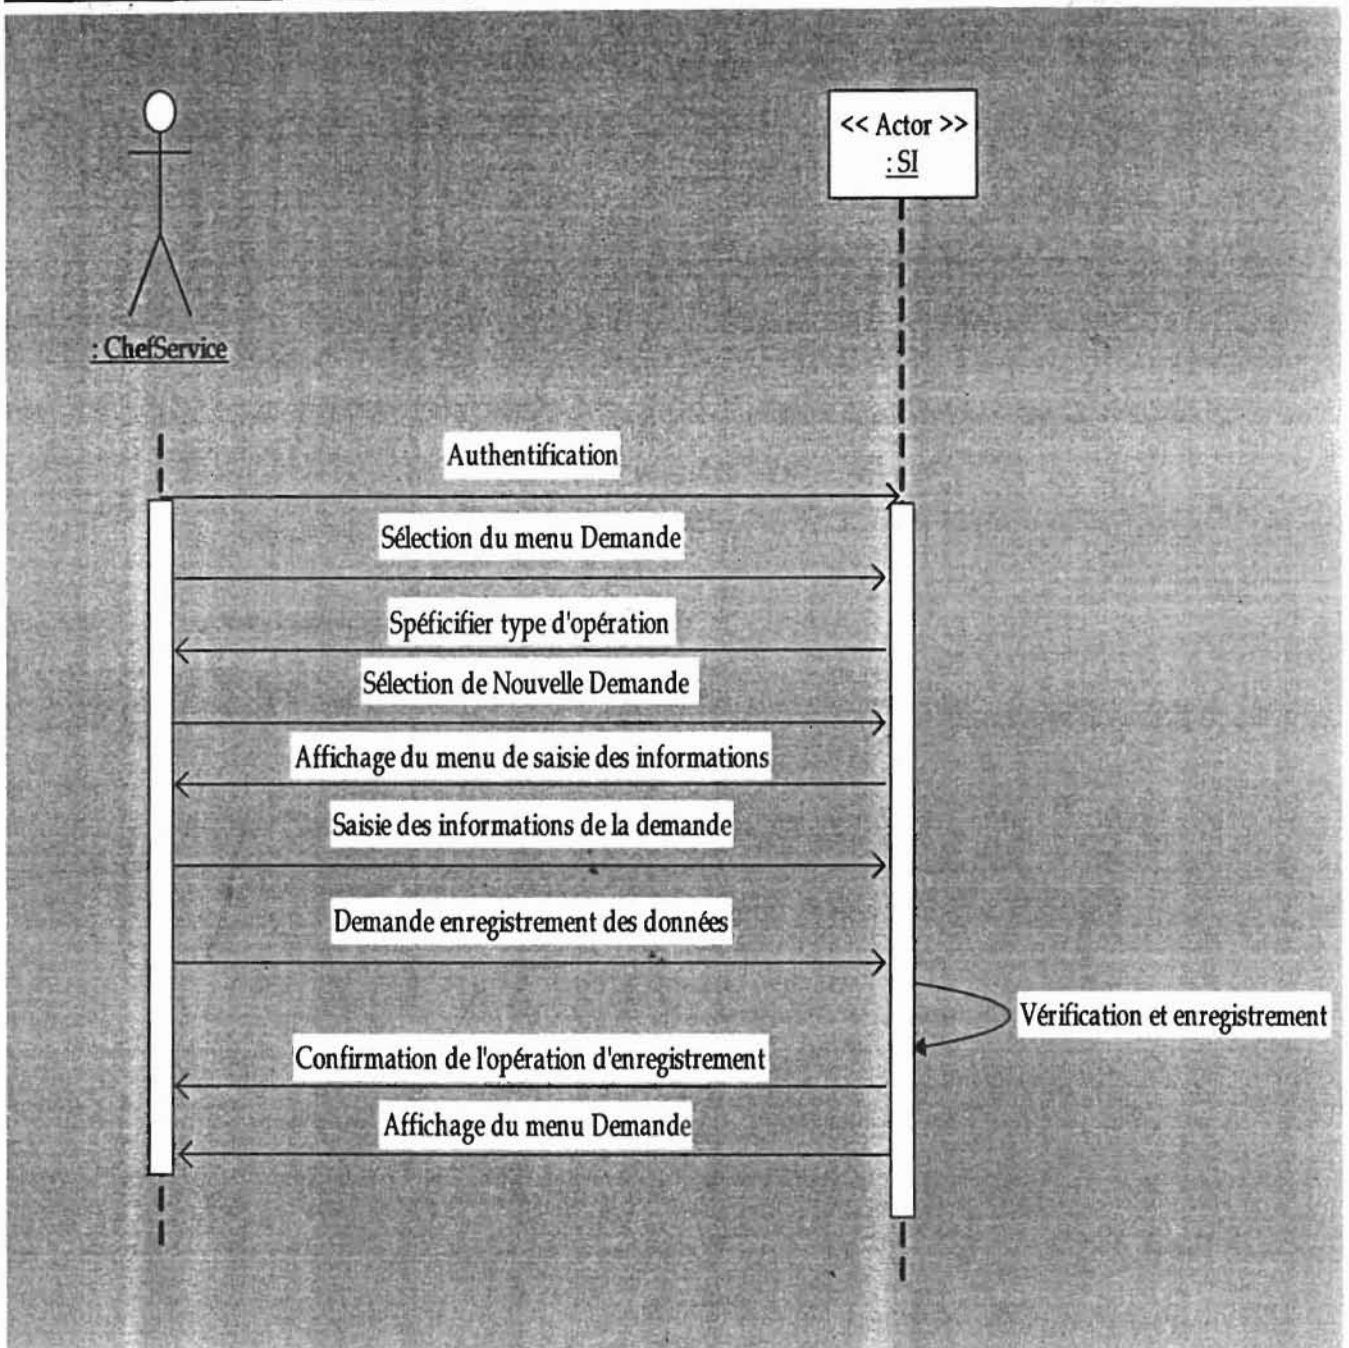 << Actor >>
: SI
: ChefService
Authentification
Sélection du menu Demande
Spéficifier type d'opération
Sélection de Nouvelle Demande
Affichage du menu de saisie des informations
Saisie des informations de la demande
Demande enregistrement des données
Vérification et enregistrement
Confirmation de l'opération d'enregistrement
Affichage du menu Demande